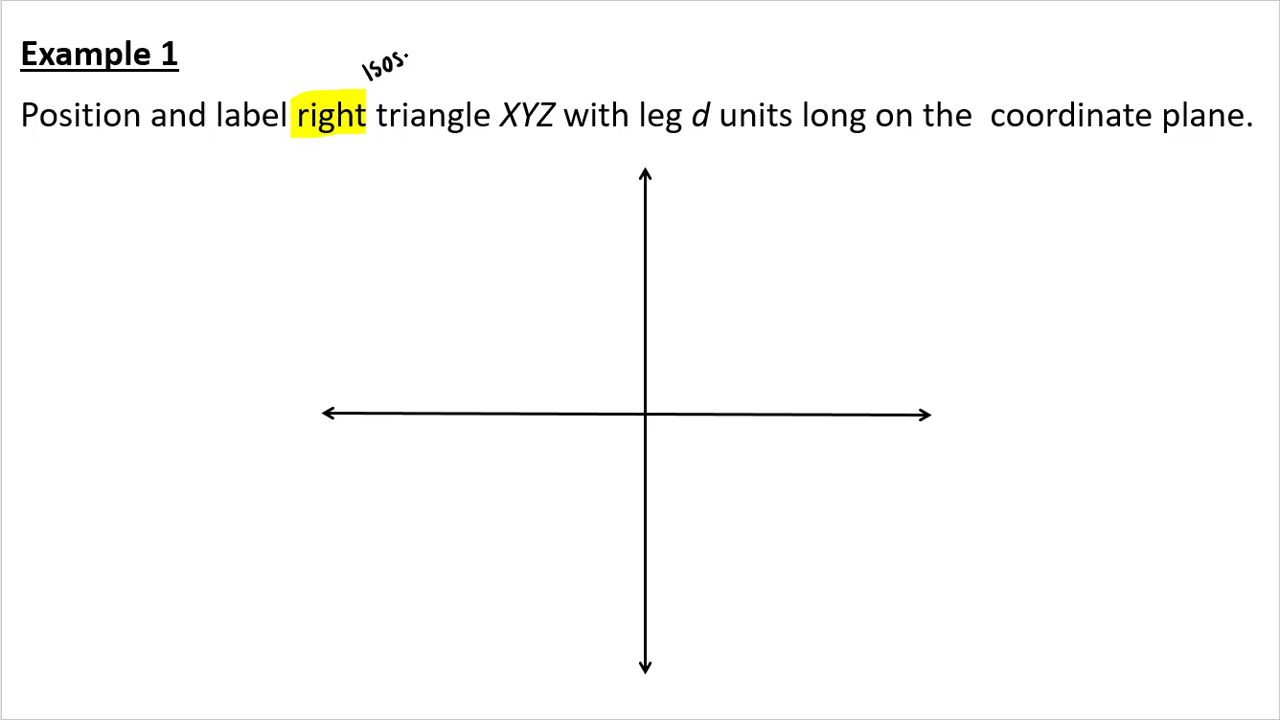 Example 1
Isos.
Position and label right triangle XYZ with leg d units long on the coordinate plane.